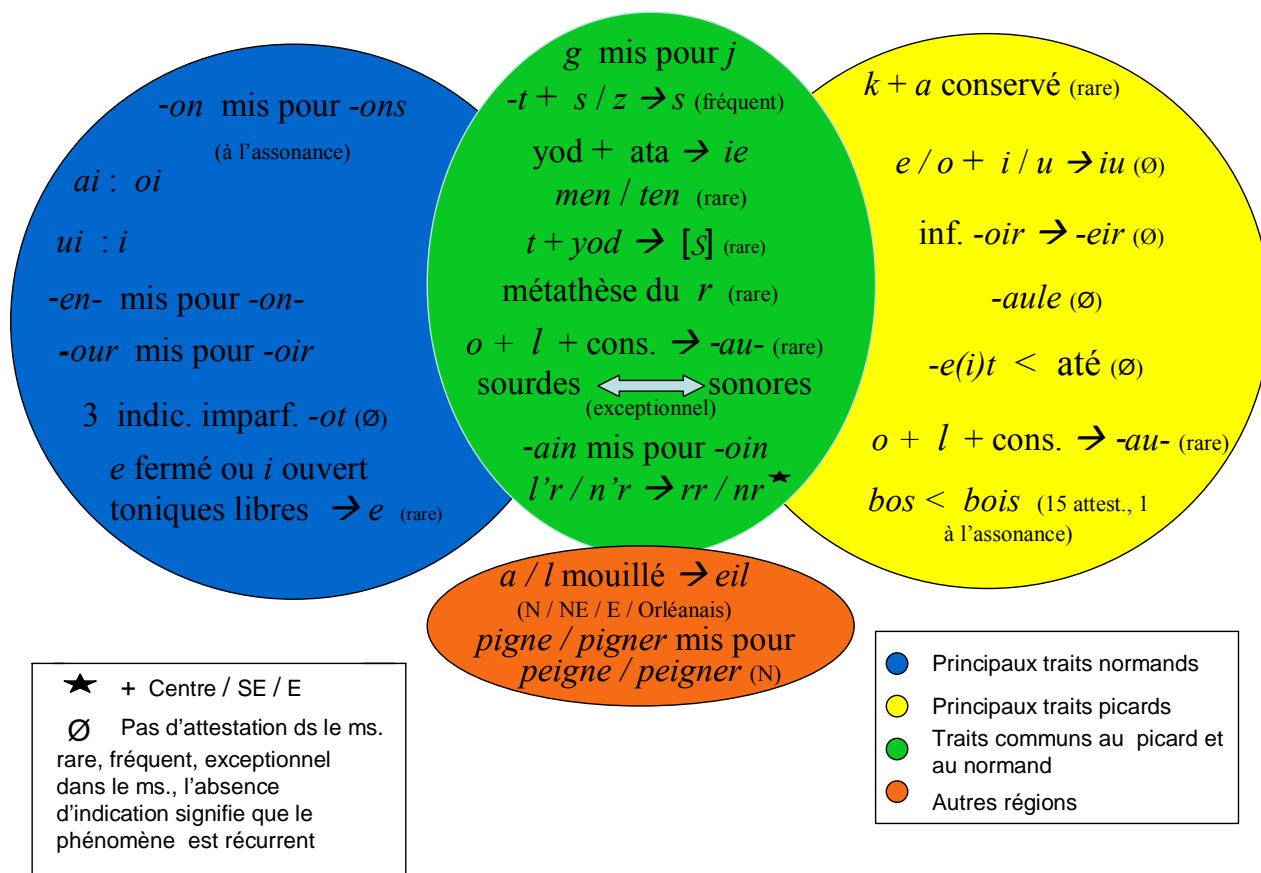 -on mis pour -ons
(à l'assonance)
ai : oi
ui : i
-en- mis pour -on-
-our mis pour -oir
3 indic. imparf. -ot (Ø)
e fermé ou i ouvert
toniques libres → e (rare)
g mis pour j
-t + s / z → s (fréquent)
yod + ata → ie
men / ten (rare)
t + yod → [ʃ] (rare)
métathèse du r (rare)
o + l + cons. → -au- (rare)
sourdes ⟺ sonores
(exceptionnel)
-ain mis pour -oin
l'r / n'r → rr / nr ★
k + a conservé (rare)
e / o + i / u → iu (Ø)
inf. -oir → -eir (Ø)
-aule (Ø)
-e(i)t < até (Ø)
o + l + cons. → -au- (rare)
bos < bois (15 attest., 1
à l'assonance)
a / l mouillé → eil
(N / NE / E / Orléanais)
pigne / pigner mis pour
peigne / peigner (N)
★ + Centre / SE / E
Ø Pas d'attestation ds le ms.
rare, fréquent, exceptionnel
dans le ms., l'absence
d'indication signifie que le
phénomène est récurrent
Principaux traits normands
Principaux traits picards
Traits communs au picard et
au normand
Autres régions